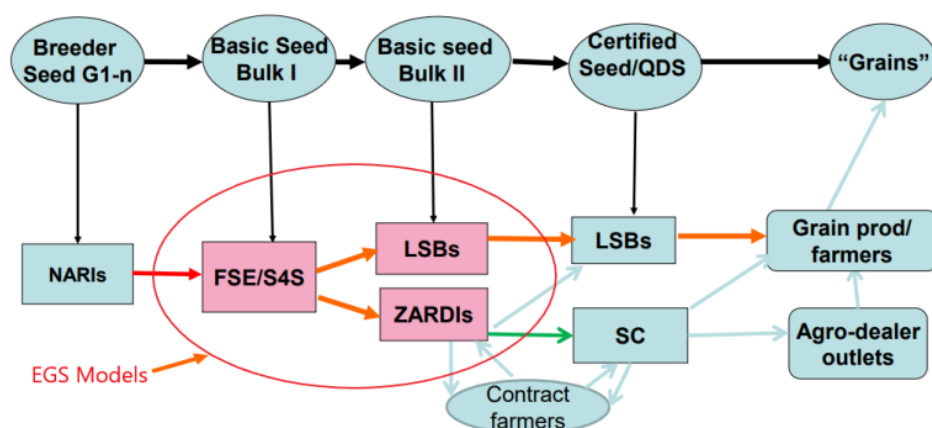 Breeder
Seed G1-n
Basic Seed
Bulk I
Basic seed
Bulk II
Certified
Seed/QDS
“Grains”
NARIs
FSE/S4S
LSBs
ZARDIs
LSBs
SC
Grain prod/
farmers
Agro-dealer
outlets
EGS Models
Contract
farmers